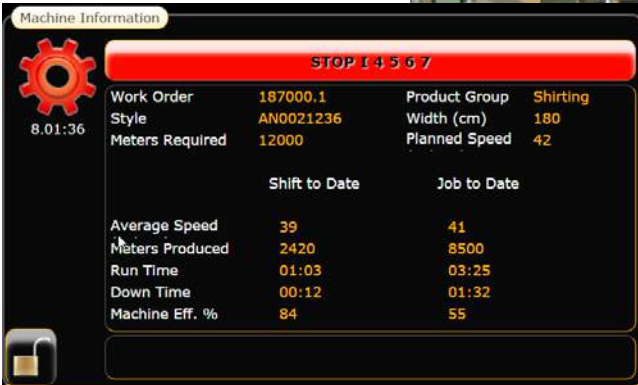 Machine Information
STOP I 4 5 6 7
8.01:36
Work Order 187000.1 Product Group Shirting
Style AN0021236 Width (cm) 180
Meters Required 12000 Planned Speed 42
Shift to Date Job to Date
Average Speed 39 41
Meters Produced 2420 8500
Run Time 01:03 03:25
Down Time 00:12 01:32
Machine Eff. % 84 55